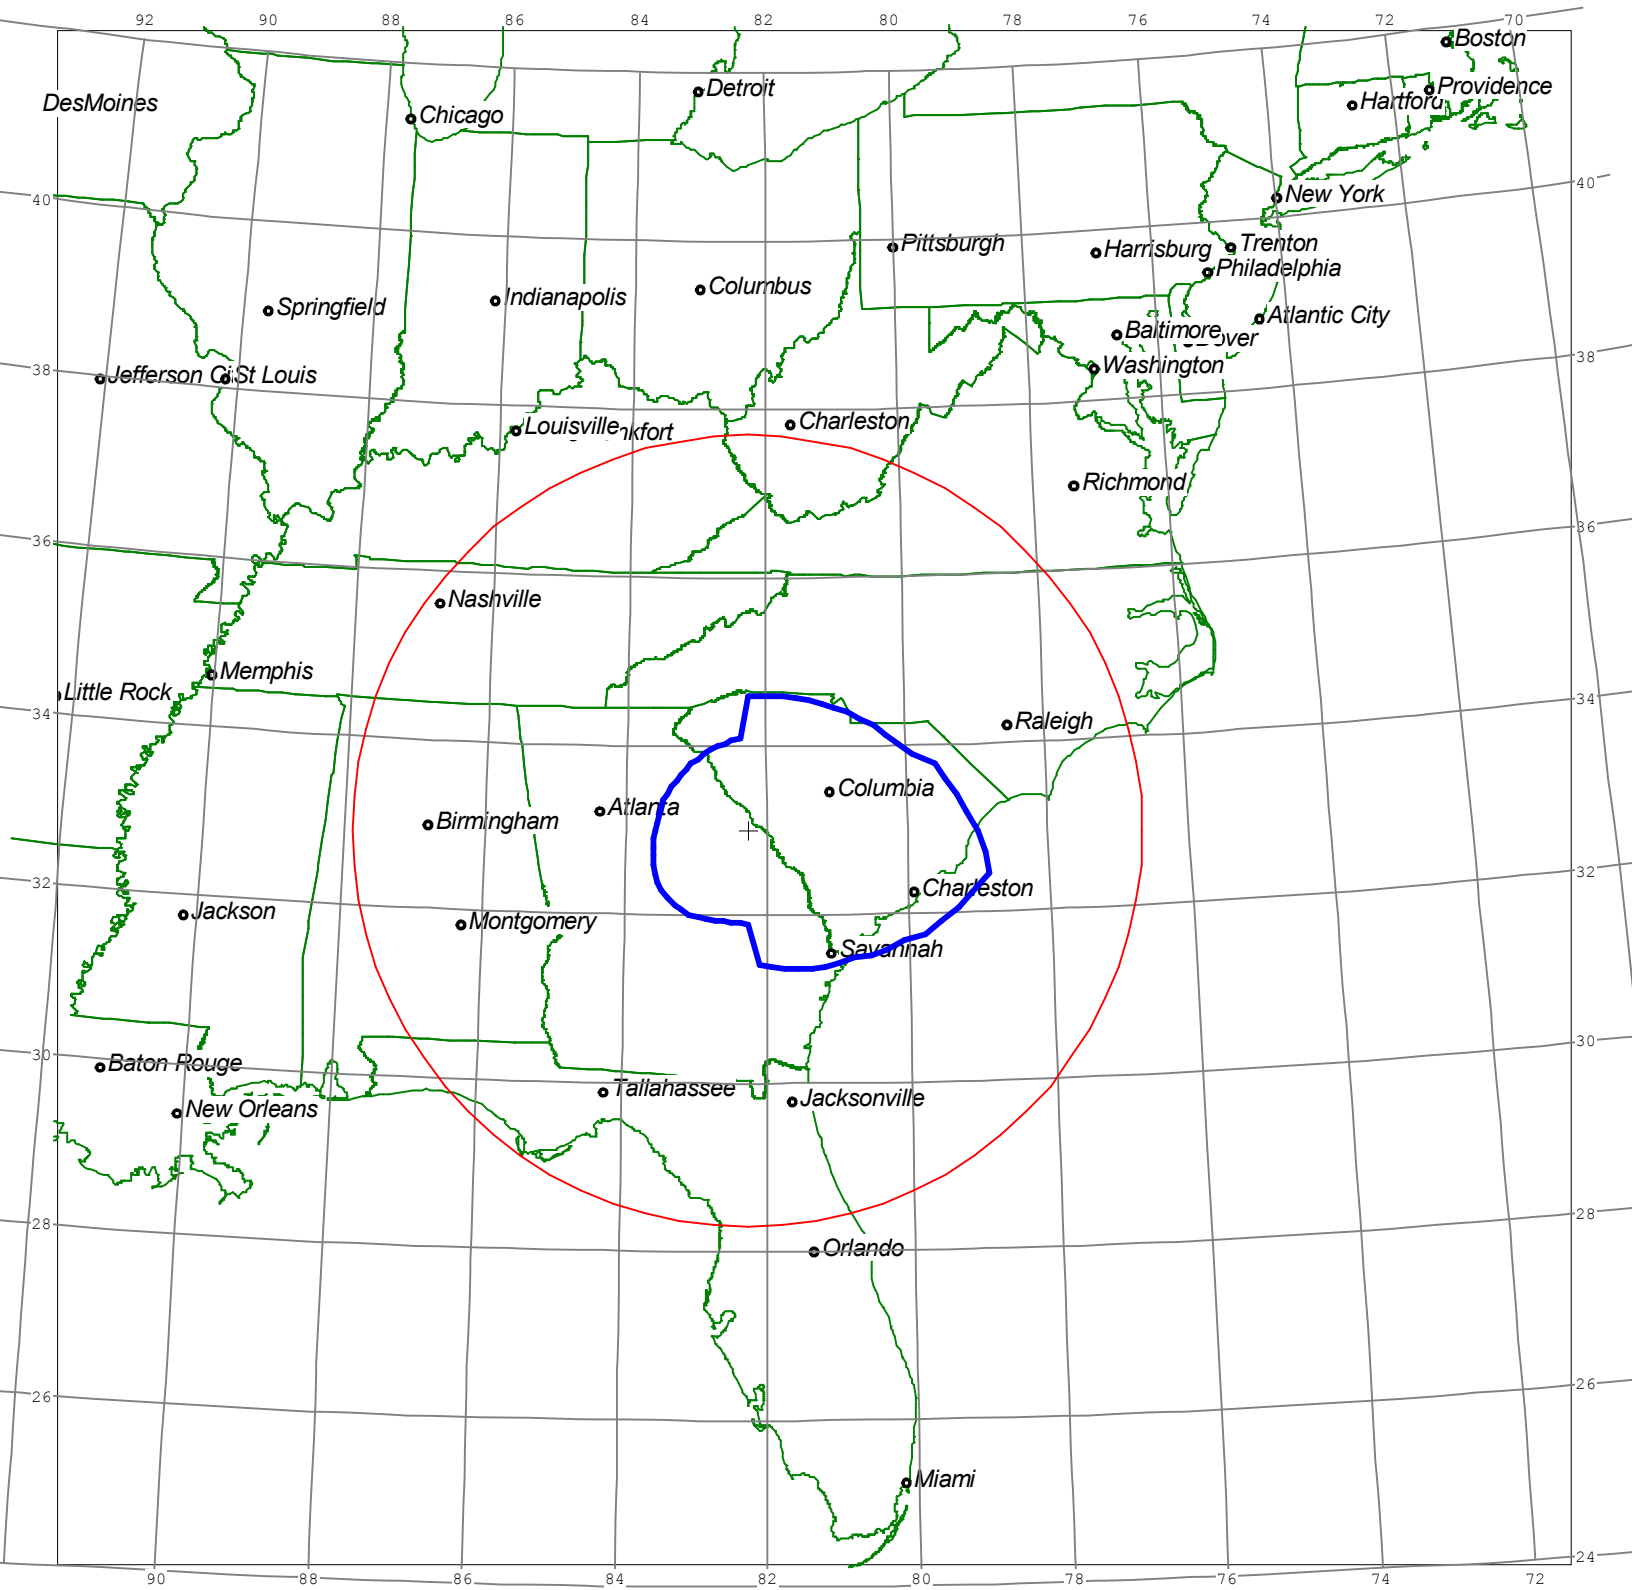 92 90 88 86 84 82 80 78 76 74 72 70
Boston
Detroit
Providence
DesMoines
Hartford
Chicago
40 40
New York
Pittsburgh
Harrisburg
Trenton
Philadelphia
Columbus
Indianapolis
Springfield
Atlantic City
Baltimore
over
38 38
Washington
Jefferson Ci
St Louis
Charleston
Louisville
nkfort
Richmond
36 36
Nashville
Memphis
Little Rock
34 34
Raleigh
Columbia
Atlanta
Birmingham
32 32
Charleston
Jackson
Montgomery
Savannah
30 30
Baton Rouge
Tallahassee
Jacksonville
New Orleans
28 28
Orlando
26 26
Miami
24
90 88 86 84 82 80 78 76 74 72